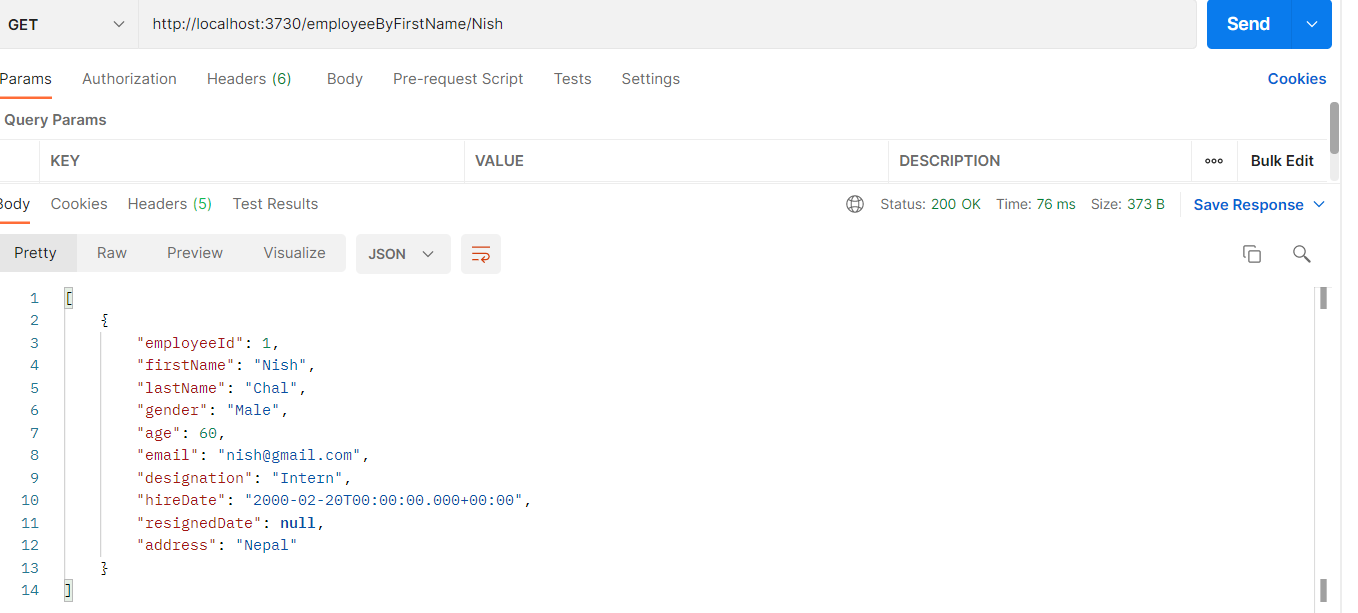 GET http://localhost:3730/employeeByFirstName/Nish Send
Params Authorization Headers (6) Body Pre-request Script Tests Settings Cookies
Query Params
KEY VALUE DESCRIPTION ooo Bulk Edit
Body Cookies Headers (5) Test Results Status: 200 OK Time: 76 ms Size: 373 B Save Response
Pretty Raw Preview Visualize JSON
1 [
2 {
3 "employeeId": 1,
4 "firstName": "Nish",
5 "lastName": "Chal",
6 "gender": "Male",
7 "age": 60,
8 "email": "nish@gmail.com",
9 "designation": "Intern",
10 "hireDate": "2000-02-20T00:00:00.000+00:00",
11 "resignedDate": null,
12 "address": "Nepal"
13 }
14 ]